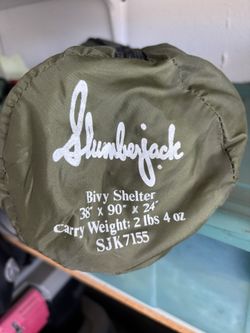 Slumberjack
Bivy Shelter
38" x 90" x 24"
Carry Weight: 2 lbs 4 oz
SJK7155